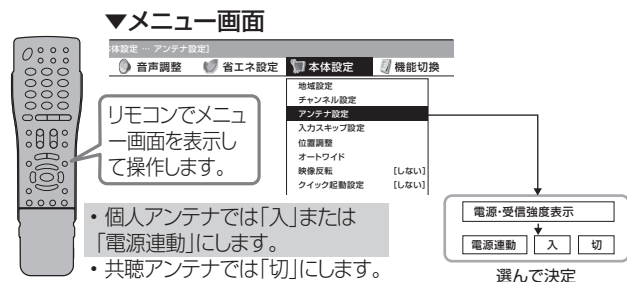 ▼メニュー画面
体設定 … アンテナ設定]
音声調整 省エネ設定 本体設定 機能切換
地域設定
チャンネル設定
アンテナ設定
入力スキップ設定
位置調整
オートワイド
映像反転 [しない]
クイック起動設定 [しない]
リモコンでメニュ
ー画面を表示し
て操作します。
・個人アンテナでは「入」または
「電源連動」にします。
・共聴アンテナでは「切」にします。
電源・受信強度表示
電源連動 入 切
選んで決定